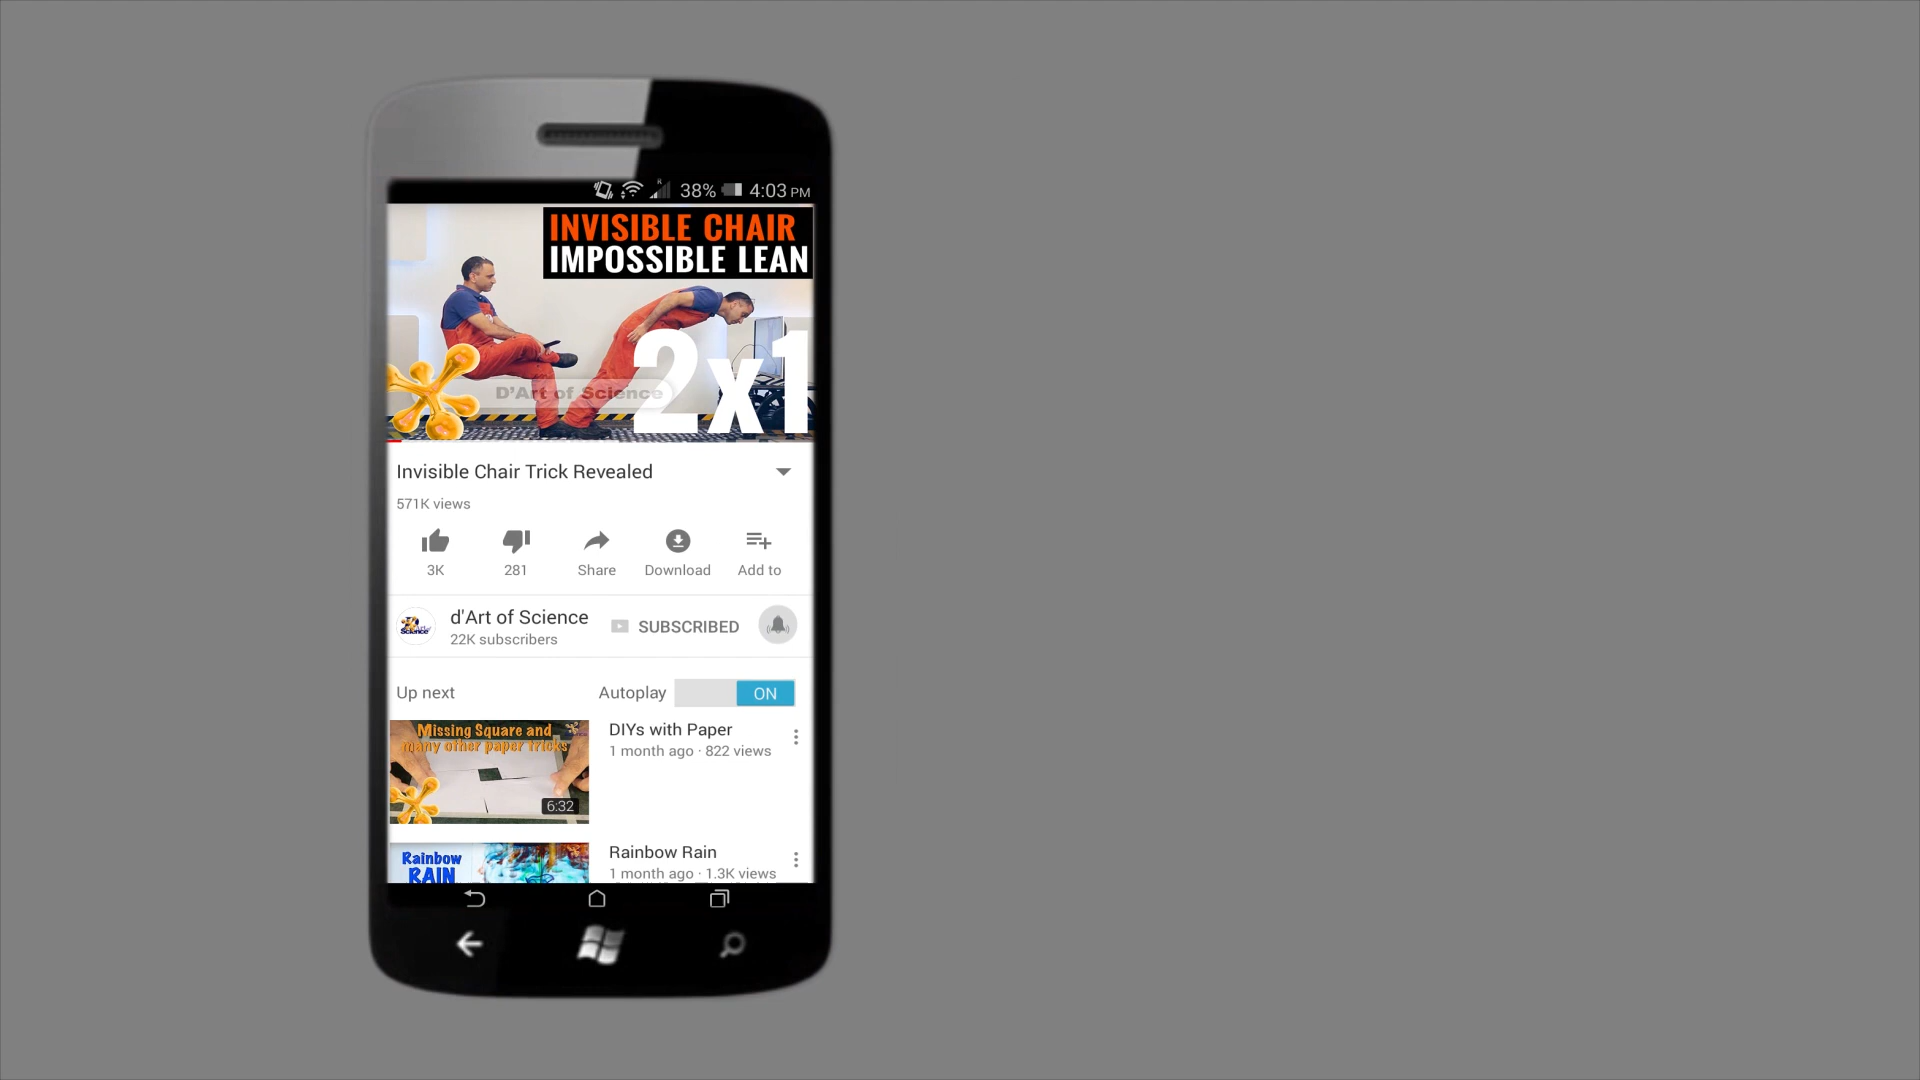 38% 4:03 PM
INVISIBLE CHAIR
IMPOSSIBLE LEAN
2x1
D'Art of Science
Invisible Chair Trick Revealed
571K views
3K 281 Share Download Add to
d'Art of Science
22K subscribers
SUBSCRIBED
Up next Autoplay ON
Missing Square and
many other paper tricks
6:32
DIYs with Paper
1 month ago · 822 views
Rainbow
RAIN
Rainbow Rain
1 month ago · 1.3K views